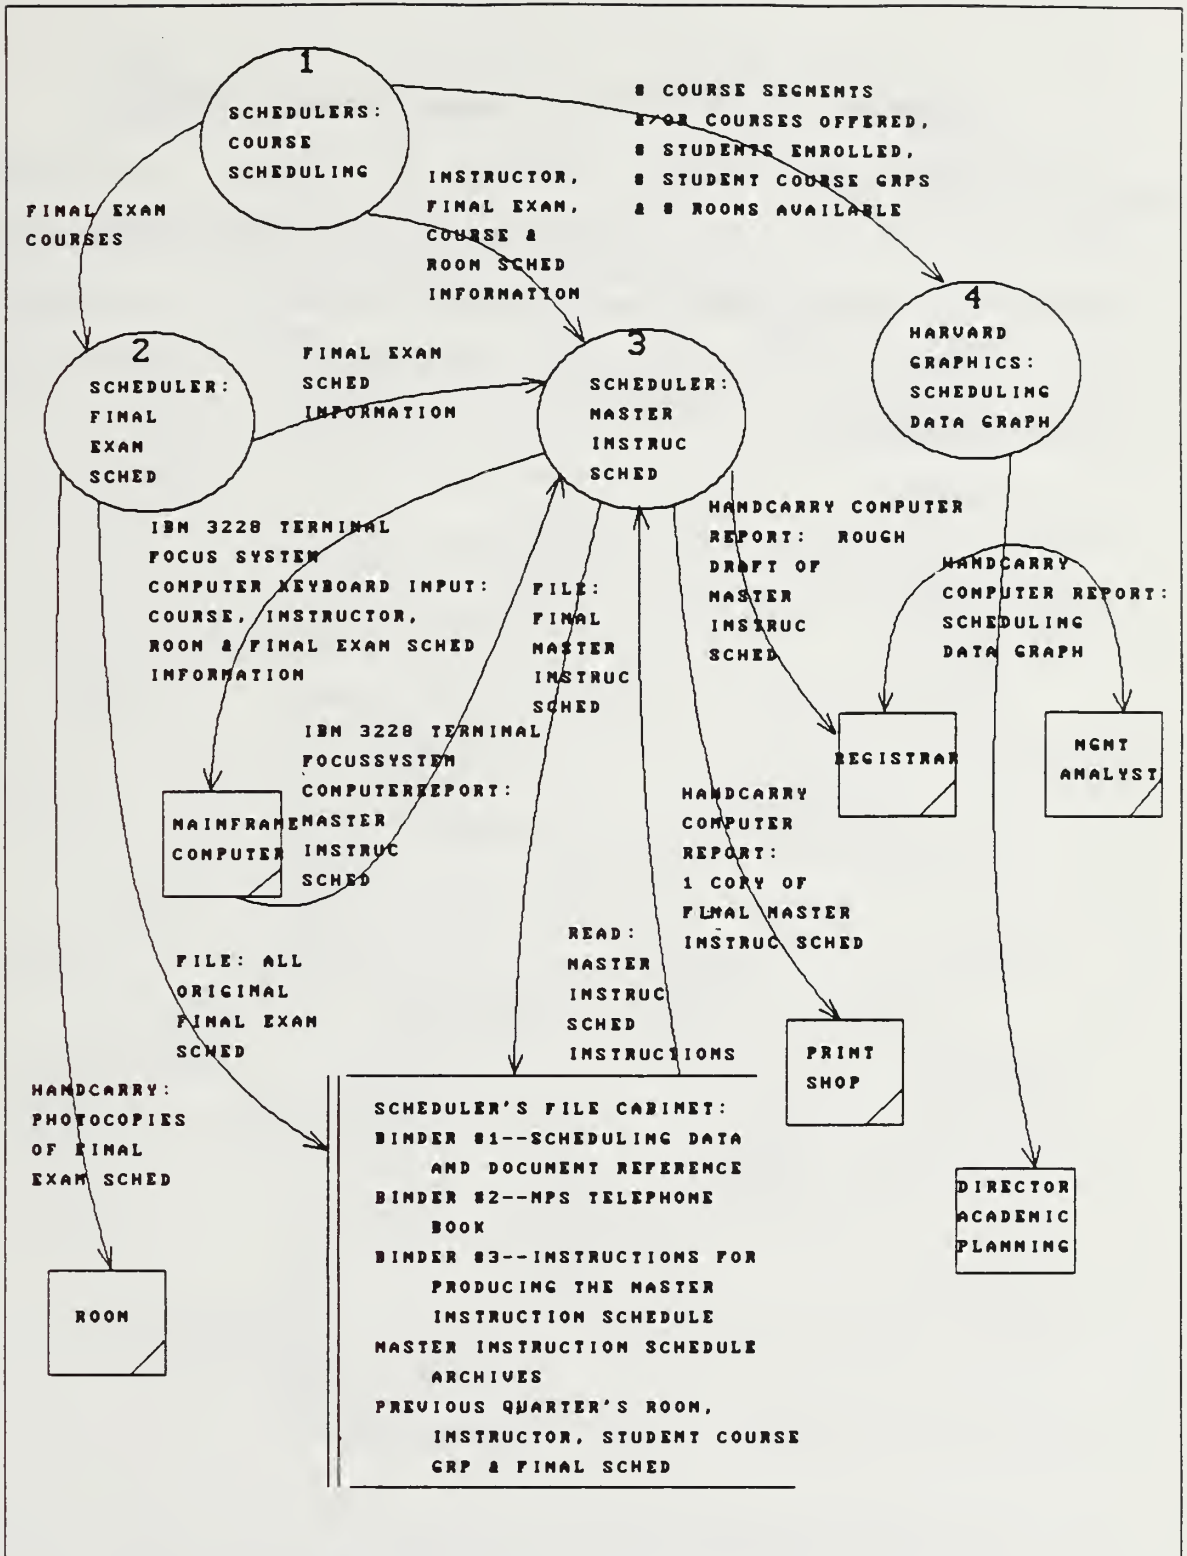 1
SCHEDULERS:
COURSE
SCHEDULING
# COURSE SEGMENTS
&/OR COURSES OFFERED,
# STUDENTS ENROLLED,
# STUDENT COURSE GRPS
& # ROOMS AVAILABLE
INSTRUCTOR,
FINAL EXAM,
COURSE &
ROOM SCHED
INFORMATION
FINAL EXAM
COURSES
2
SCHEDULER:
FINAL
EXAM
SCHED
FINAL EXAM
SCHED
INFORMATION
3
SCHEDULER:
MASTER
INSTRUC
SCHED
4
HARVARD
GRAPHICS:
SCHEDULING
DATA GRAPH
IBM 3228 TERMINAL
FOCUS SYSTEM
COMPUTER KEYBOARD INPUT:
COURSE, INSTRUCTOR,
ROOM & FINAL EXAM SCHED
INFORMATION
FILE:
FINAL
MASTER
INSTRUC
SCHED
HANDCARRY COMPUTER
REPORT: ROUGH
DRAFT OF
MASTER
INSTRUC
SCHED
HANDCARRY
COMPUTER REPORT:
SCHEDULING
DATA GRAPH
REGISTRAR
MGMT
ANALYST
IBM 3228 TERMINAL
FOCUSSYSTEM
COMPUTERREPORT:
MASTER
INSTRUC
SCHED
MAINFRAME
COMPUTER
HANDCARRY
COMPUTER
REPORT:
1 COPY OF
FINAL MASTER
INSTRUC SCHED
FILE: ALL
ORIGINAL
FINAL EXAM
SCHED
READ:
MASTER
INSTRUC
SCHED
INSTRUCTIONS
PRINT
SHOP
HANDCARRY:
PHOTOCOPIES
OF FINAL
EXAM SCHED
SCHEDULER'S FILE CABINET:
BINDER #1--SCHEDULING DATA
AND DOCUMENT REFERENCE
BINDER #2--NPS TELEPHONE
BOOK
BINDER #3--INSTRUCTIONS FOR
PRODUCING THE MASTER
INSTRUCTION SCHEDULE
MASTER INSTRUCTION SCHEDULE
ARCHIVES
PREVIOUS QUARTER'S ROOM,
INSTRUCTOR, STUDENT COURSE
GRP & FINAL SCHED
DIRECTOR
ACADEMIC
PLANNING
ROOM